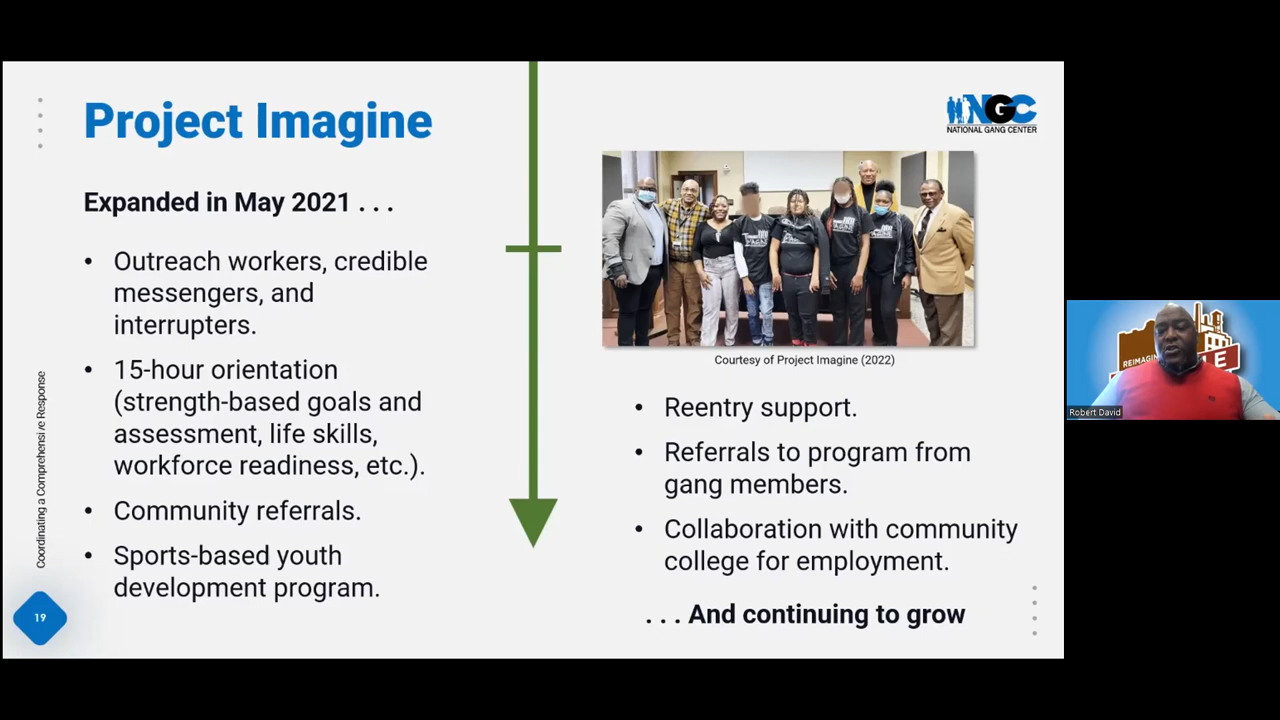 Project Imagine
NGC
NATIONAL GANG CENTER
Expanded in May 2021 . . .
• Outreach workers, credible
messengers, and
interrupters.
• 15-hour orientation
(strength-based goals and
assessment, life skills,
workforce readiness, etc.).
• Community referrals.
• Sports-based youth
development program.
Courtesy of Project Imagine (2022)
• Reentry support.
• Referrals to program from
gang members.
• Collaboration with community
college for employment.
. . . And continuing to grow
Coordinating a Comprehensive Response
19
REIMAGIN
Robert David